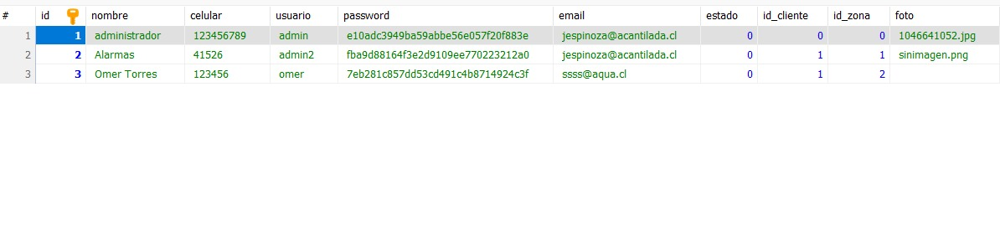 # id nombre celular usuario password email estado id_cliente id_zona foto
1 1 administrador 123456789 admin e10adc3949ba59abbe56e057f20f883e jespinoza@acantilada.cl 0 0 0 1046641052.jpg
2 2 Alarmas 41526 admin2 fba9d88164f3e2d9109ee770223212a0 jespinoza@acantilada.cl 0 1 1 sinimagen.png
3 3 Omer Torres 123456 omer 7eb281c857dd53cd491c4b8714924c3f ssss@aqua.cl 0 1 2